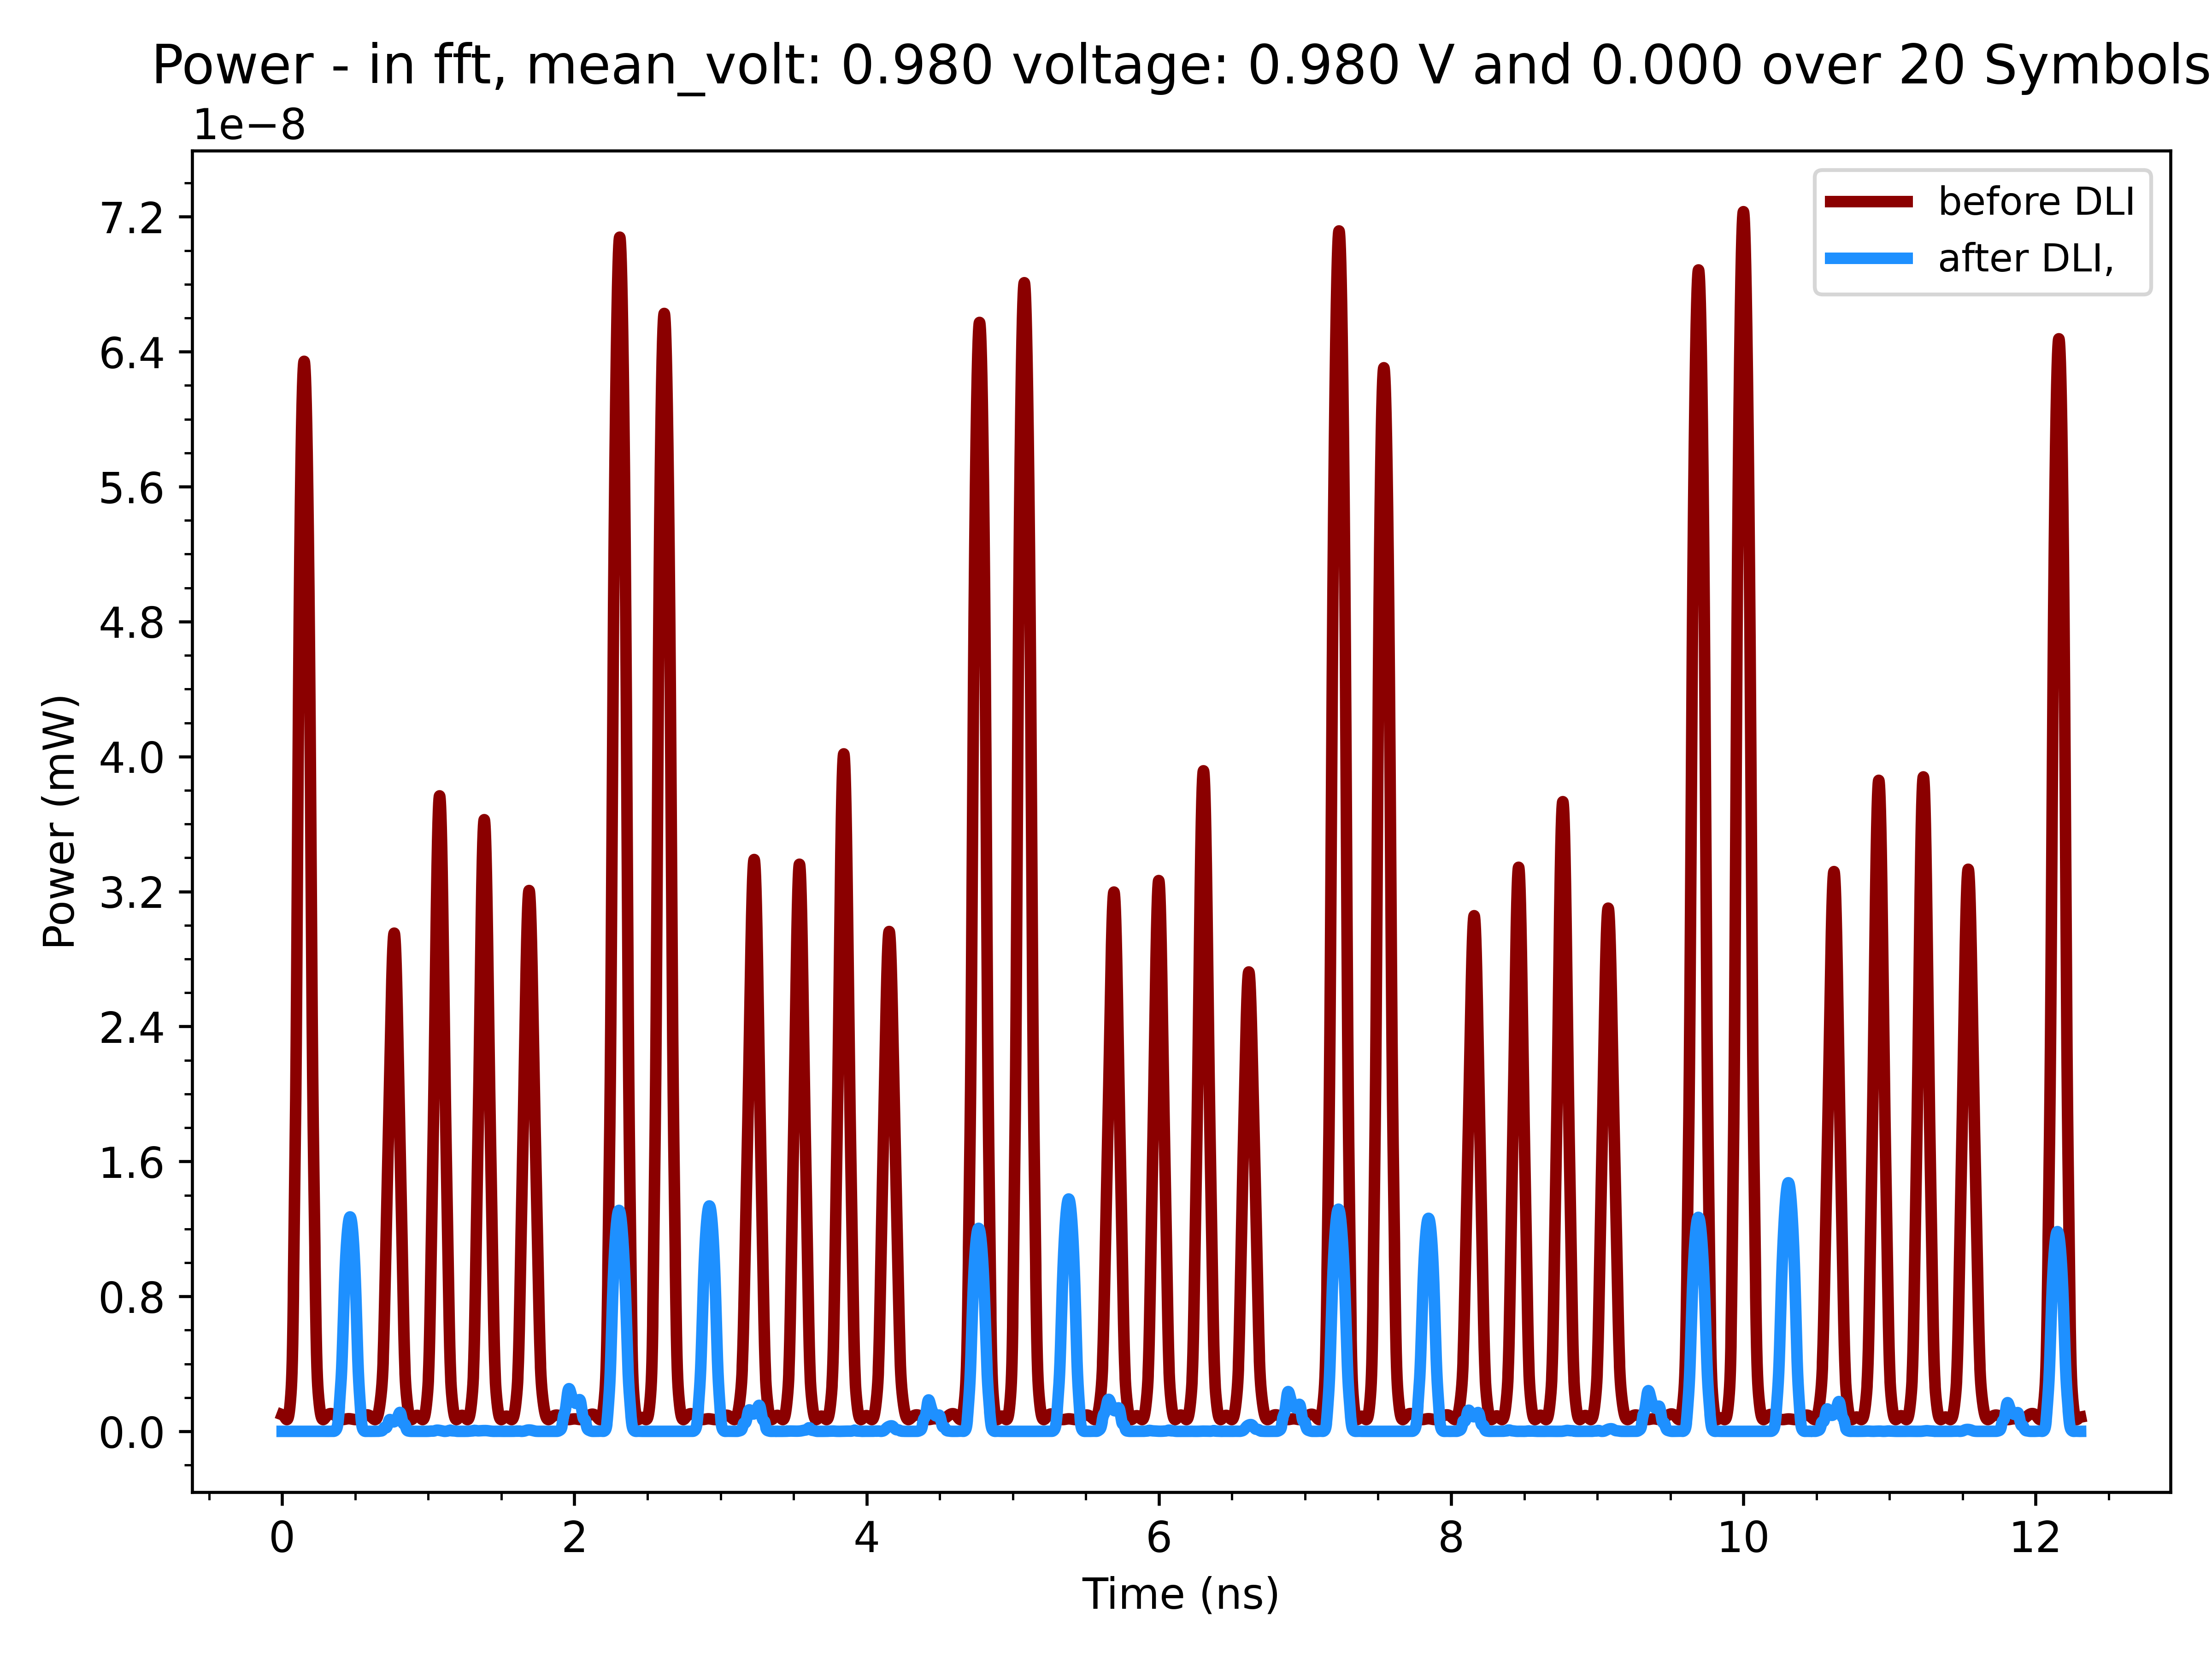 Power - in fft, mean_volt: 0.980 voltage: 0.980 V and 0.000 over 20 Symbols
1e−8
before DLI
after DLI,
7.2
6.4
5.6
4.8
4.0
3.2
2.4
1.6
0.8
0.0
Power (mW)
0 2 4 6 8 10 12
Time (ns)